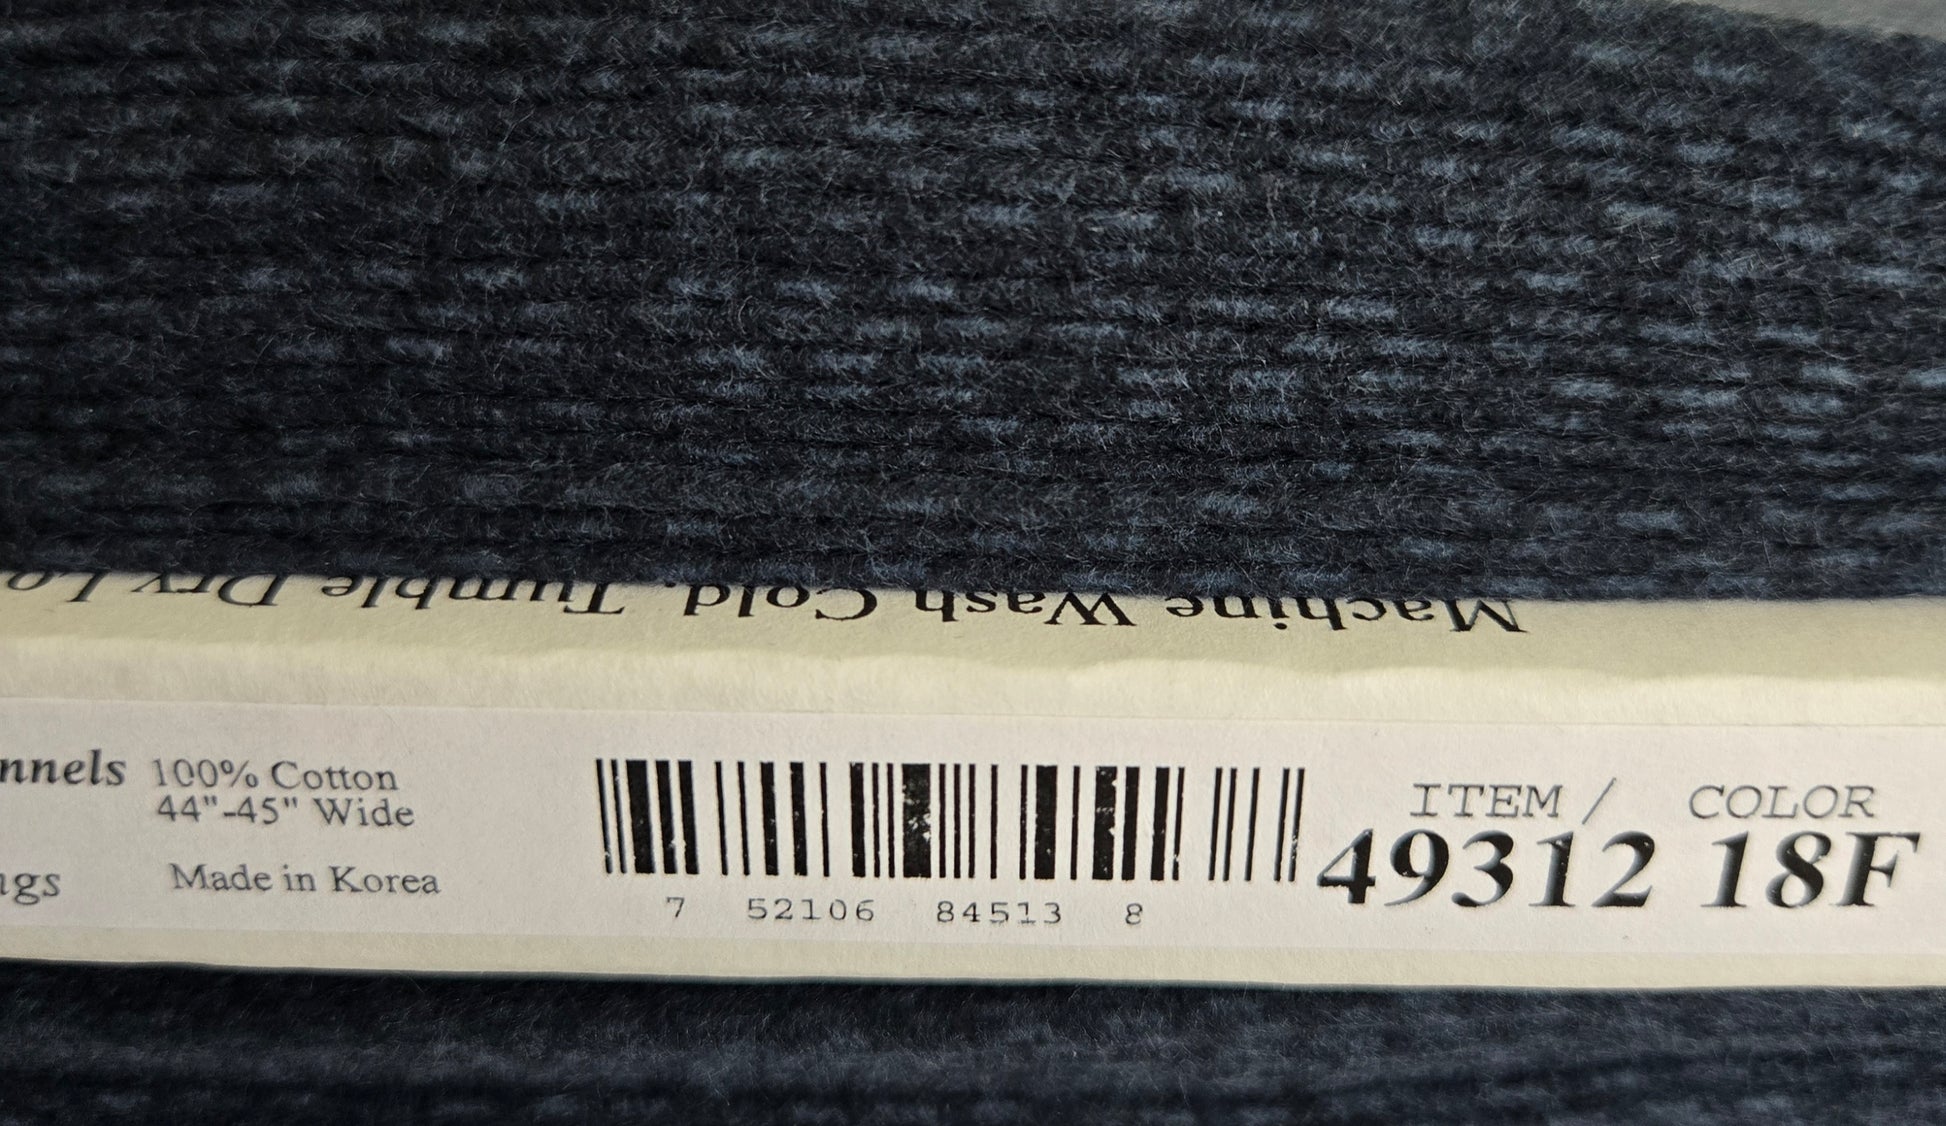 Machine Wash Cold. Tumble Dry Lo
nnels 100% Cotton
44"-45" Wide
gs Made in Korea
7 52106 84513 8
ITEM / COLOR
49312 18F